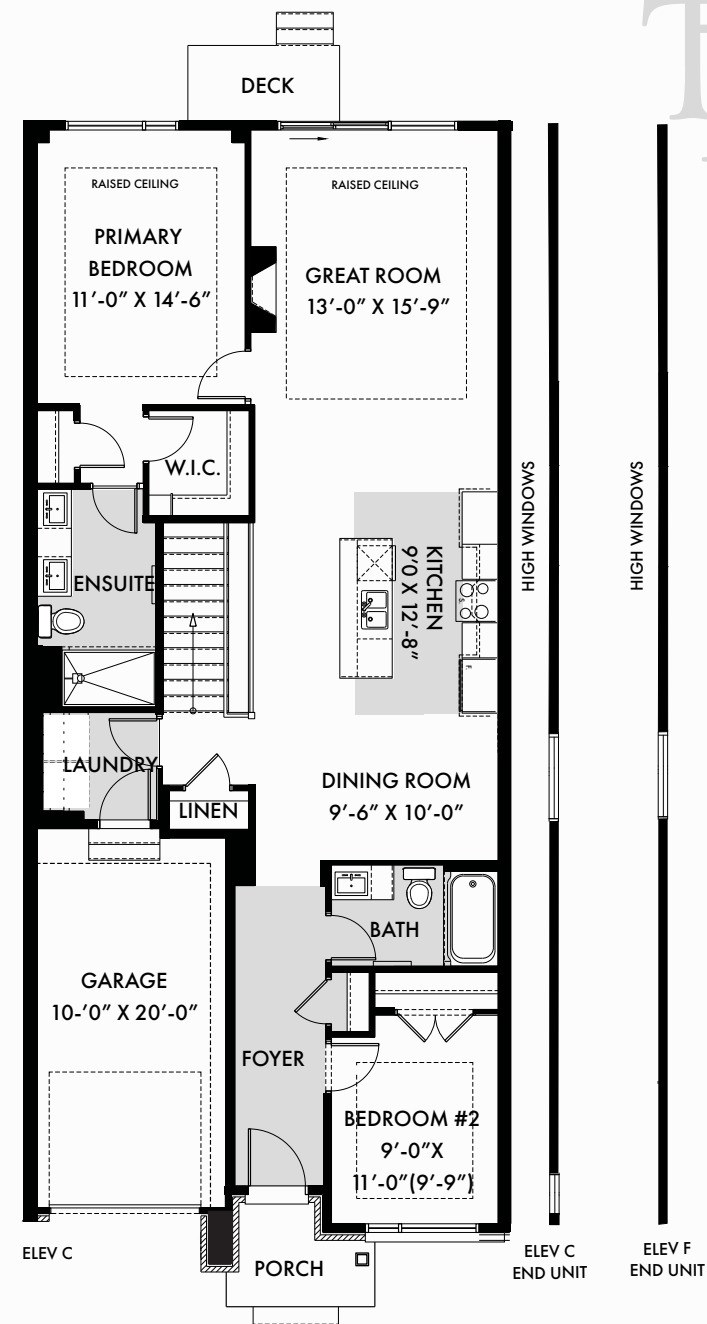 DECK
RAISED CEILING
PRIMARY
BEDROOM
11'-0" X 14'-6"
RAISED CEILING
GREAT ROOM
13'-0" X 15'-9"
W.I.C.
HIGH WINDOWS
HIGH WINDOWS
KITCHEN
9'0 X 12'-8"
ENSUITE
S
F
LAUNDRY
LINEN
DINING ROOM
9'-6" X 10'-0"
BATH
GARAGE
10-'0" X 20'-0"
FOYER
BEDROOM #2
9'-0"X
11'-0"(9'-9")
ELEV C
PORCH
ELEV C
END UNIT
ELEV F
END UNIT